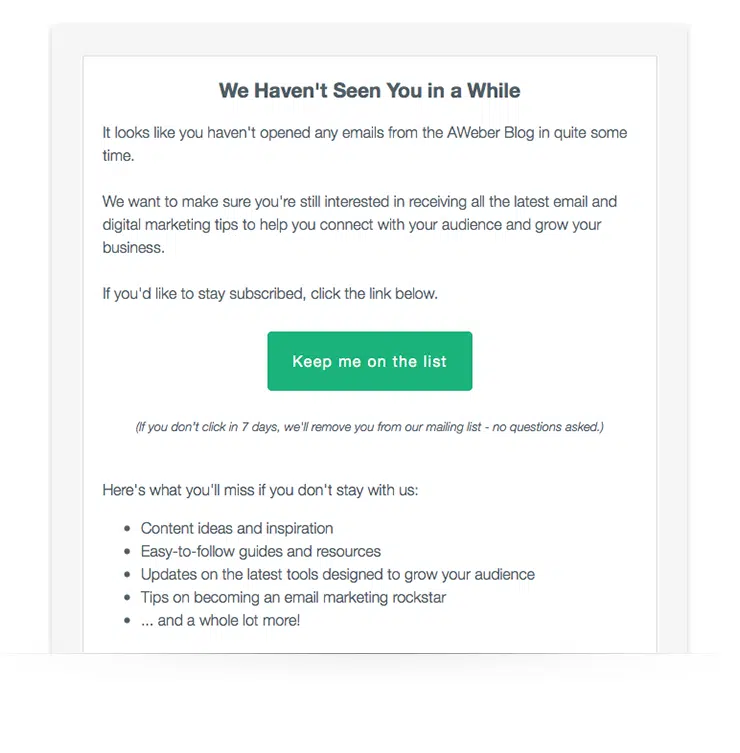 We Haven't Seen You in a While
It looks like you haven't opened any emails from the AWeber Blog in quite some
time.
We want to make sure you're still interested in receiving all the latest email and
digital marketing tips to help you connect with your audience and grow your
business.
If you'd like to stay subscribed, click the link below.
Keep me on the list
(If you don't click in 7 days, we'll remove you from our mailing list - no questions asked.)
Here's what you'll miss if you don't stay with us:
• Content ideas and inspiration
• Easy-to-follow guides and resources
• Updates on the latest tools designed to grow your audience
• Tips on becoming an email marketing rockstar
• ... and a whole lot more!